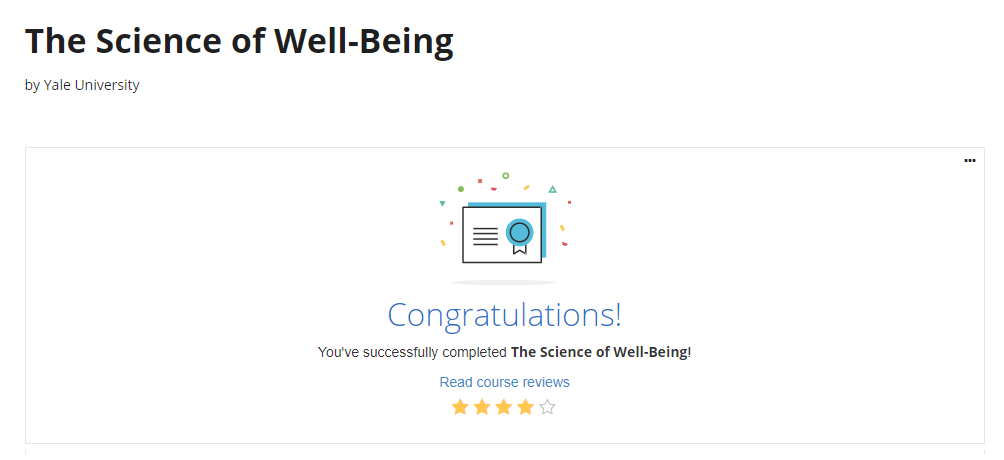 The Science of Well-Being
by Yale University
Congratulations!
You've successfully completed The Science of Well-Being!
Read course reviews